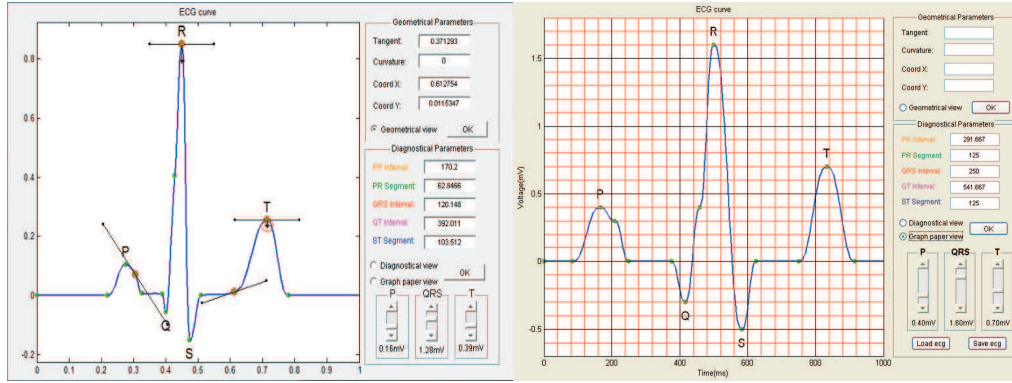 ECG curve
R
P
Q
S
T
0.8
0.6
0.4
0.2
0
-0.2
0 0.1 0.2 0.3 0.4 0.5 0.6 0.7 0.8 0.9 1
Geometrical Parameters
Tangent: 0.371293
Curvature: 0
Coord X: 0.612754
Coord Y: 0.0115347
Geometrical view OK
Diagnostical Parameters
PR Interval: 170.2
PR Segment: 62.8466
QRS Interval: 120.148
QT Interval: 392.011
ST Segment: 103.512
Diagnostical view
Graph paper view
OK
P QRS T
0.16mV 1.28mV 0.39mV
ECG curve
R
T
P
Q
S
Voltage(mV)
1.5
1
0.5
0
-0.5
0 200 400 600 800 1000
Time(ms)
Geometrical Parameters
Tangent:
Curvature:
Coord X:
Coord Y:
Geometrical view OK
Diagnostical Parameters
PR Interval: 291.667
PR Segment: 125
QRS Interval: 250
QT Interval: 541.667
ST Segment: 125
Diagnostical view
Graph paper view
OK
P QRS T
0.40mV 1.60mV 0.70mV
Load ecg Save ecg